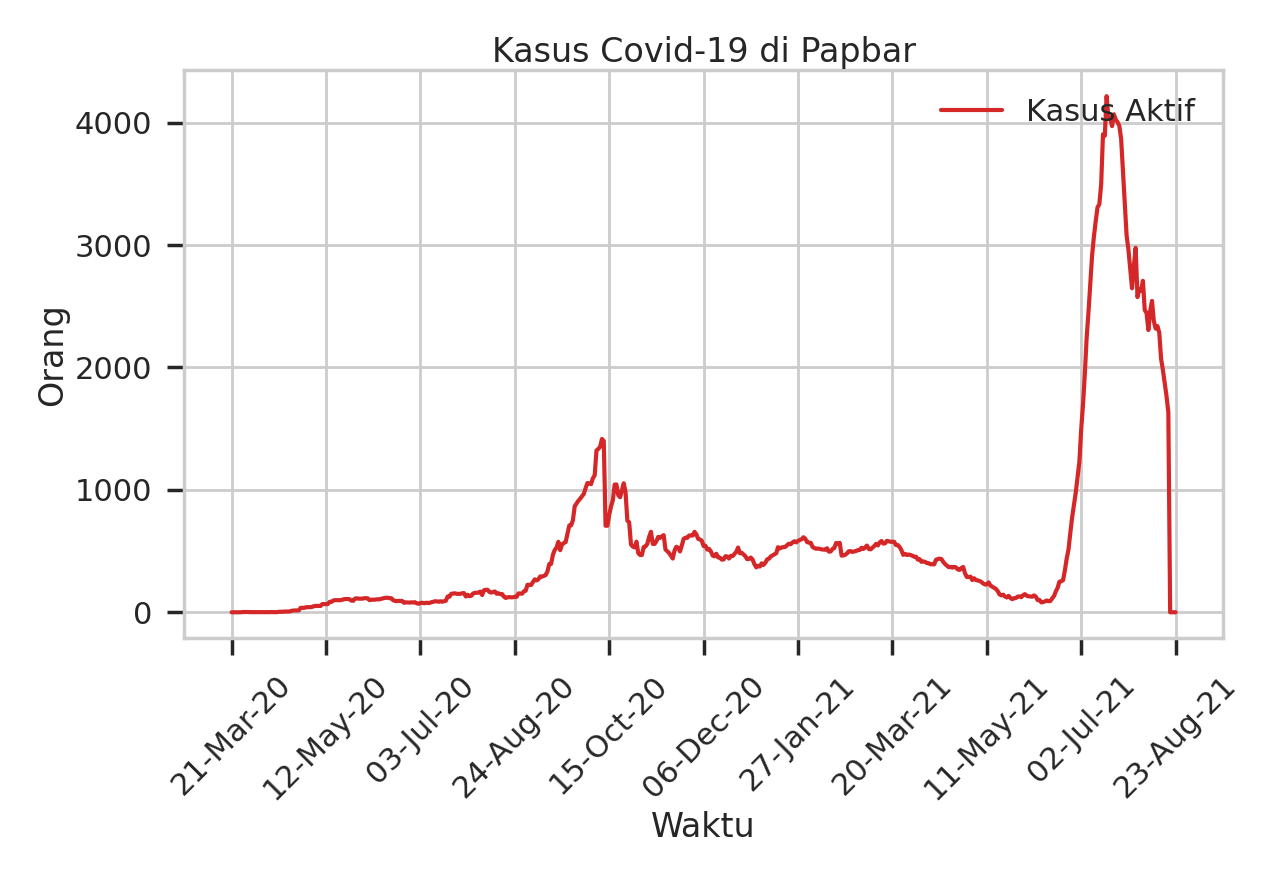 Kasus Covid-19 di Papbar
Kasus Aktif
4000
3000
2000
1000
0
Orang
21-Mar-20
12-May-20
03-Jul-20
24-Aug-20
15-Oct-20
06-Dec-20
27-Jan-21
20-Mar-21
11-May-21
02-Jul-21
23-Aug-21
Waktu